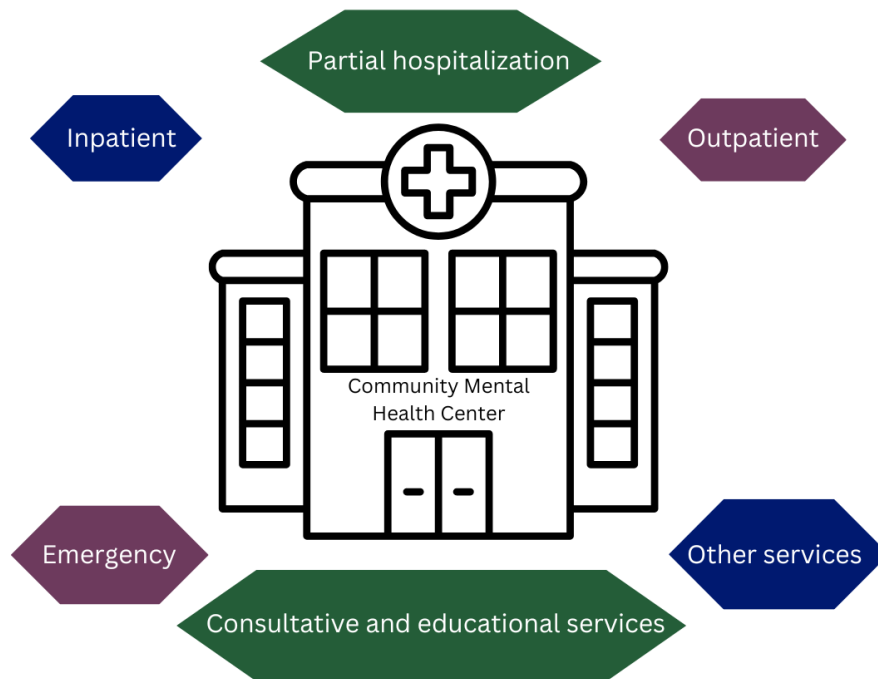 Partial hospitalization
Inpatient
Outpatient
Community Mental
Health Center
Emergency
Other services
Consultative and educational services